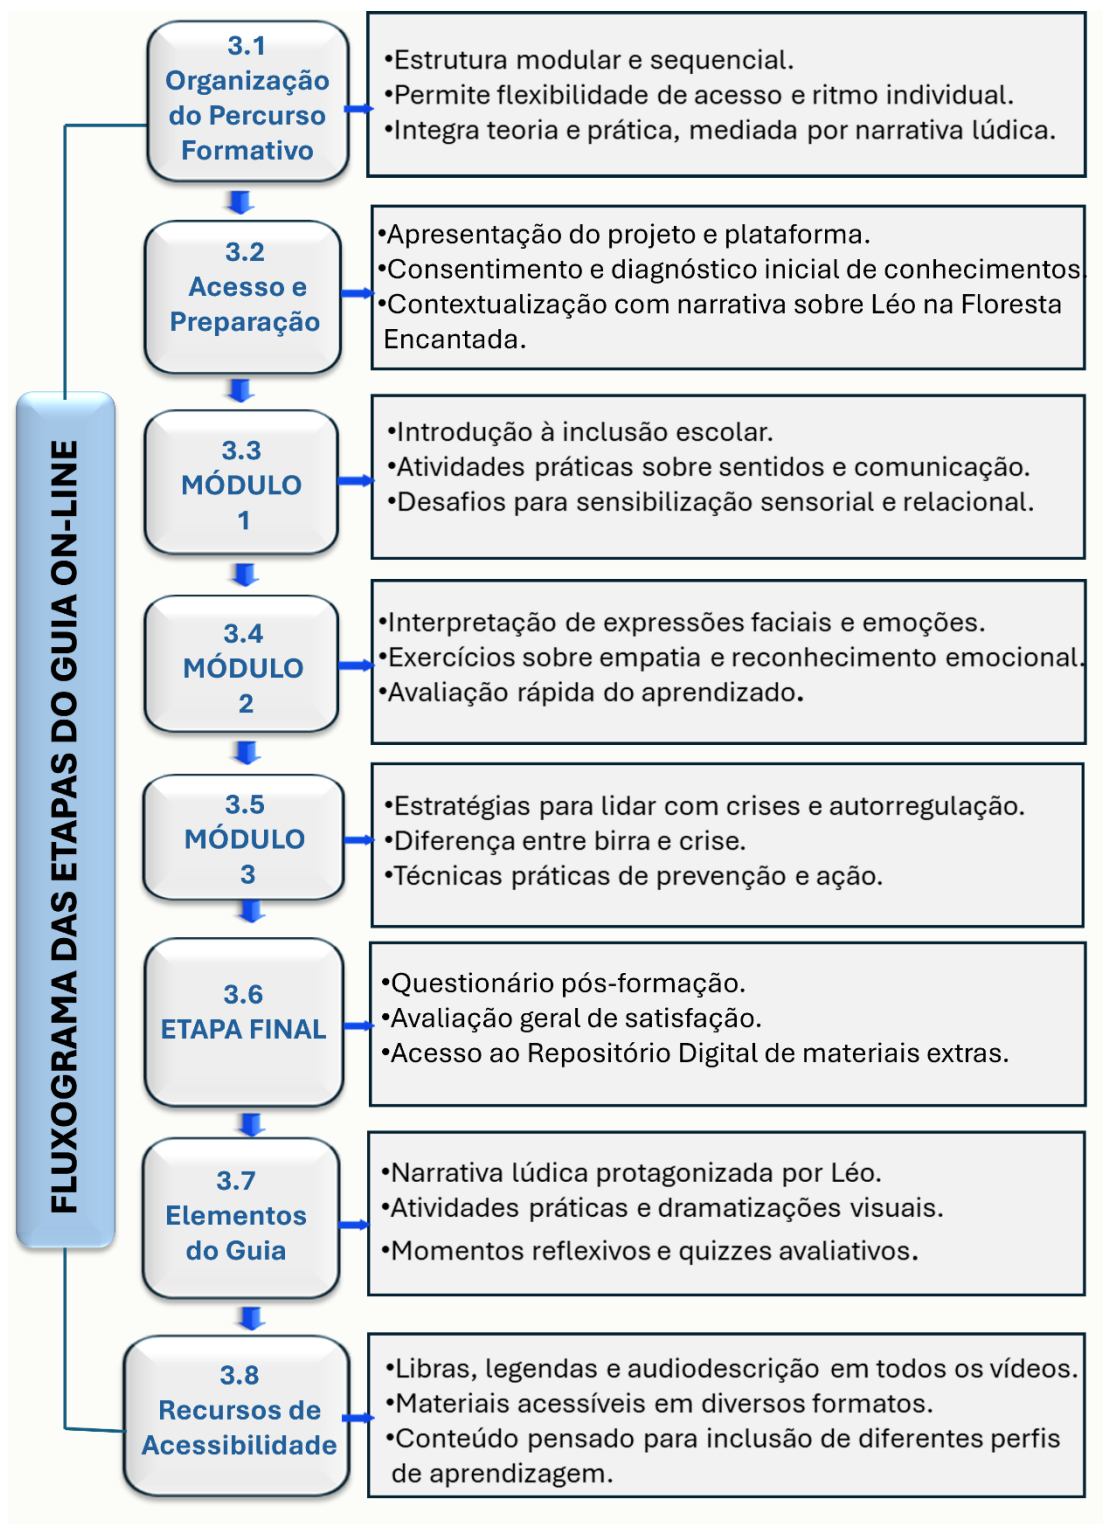 FLUXOGRAMA DAS ETAPAS DO GUIA ON-LINE
3.1
Organização
do Percurso
Formativo
•Estrutura modular e sequencial.
•Permite flexibilidade de acesso e ritmo individual.
•Integra teoria e prática, mediada por narrativa lúdica.
3.2
Acesso e
Preparação
•Apresentação do projeto e plataforma.
•Consentimento e diagnóstico inicial de conhecimentos.
•Contextualização com narrativa sobre Léo na Floresta
Encantada.
3.3
MÓDULO
1
•Introdução à inclusão escolar.
•Atividades práticas sobre sentidos e comunicação.
•Desafios para sensibilização sensorial e relacional.
3.4
MÓDULO
2
•Interpretação de expressões faciais e emoções.
•Exercícios sobre empatia e reconhecimento emocional.
•Avaliação rápida do aprendizado.
3.5
MÓDULO
3
•Estratégias para lidar com crises e autorregulação.
•Diferença entre birra e crise.
•Técnicas práticas de prevenção e ação.
3.6
ETAPA FINAL
•Questionário pós-formação.
•Avaliação geral de satisfação.
•Acesso ao Repositório Digital de materiais extras.
3.7
Elementos
do Guia
•Narrativa lúdica protagonizada por Léo.
•Atividades práticas e dramatizações visuais.
•Momentos reflexivos e quizzes avaliativos.
3.8
Recursos de
Acessibilidade
•Libras, legendas e audiodescrição em todos os vídeos.
•Materiais acessíveis em diversos formatos.
•Conteúdo pensado para inclusão de diferentes perfis
de aprendizagem.